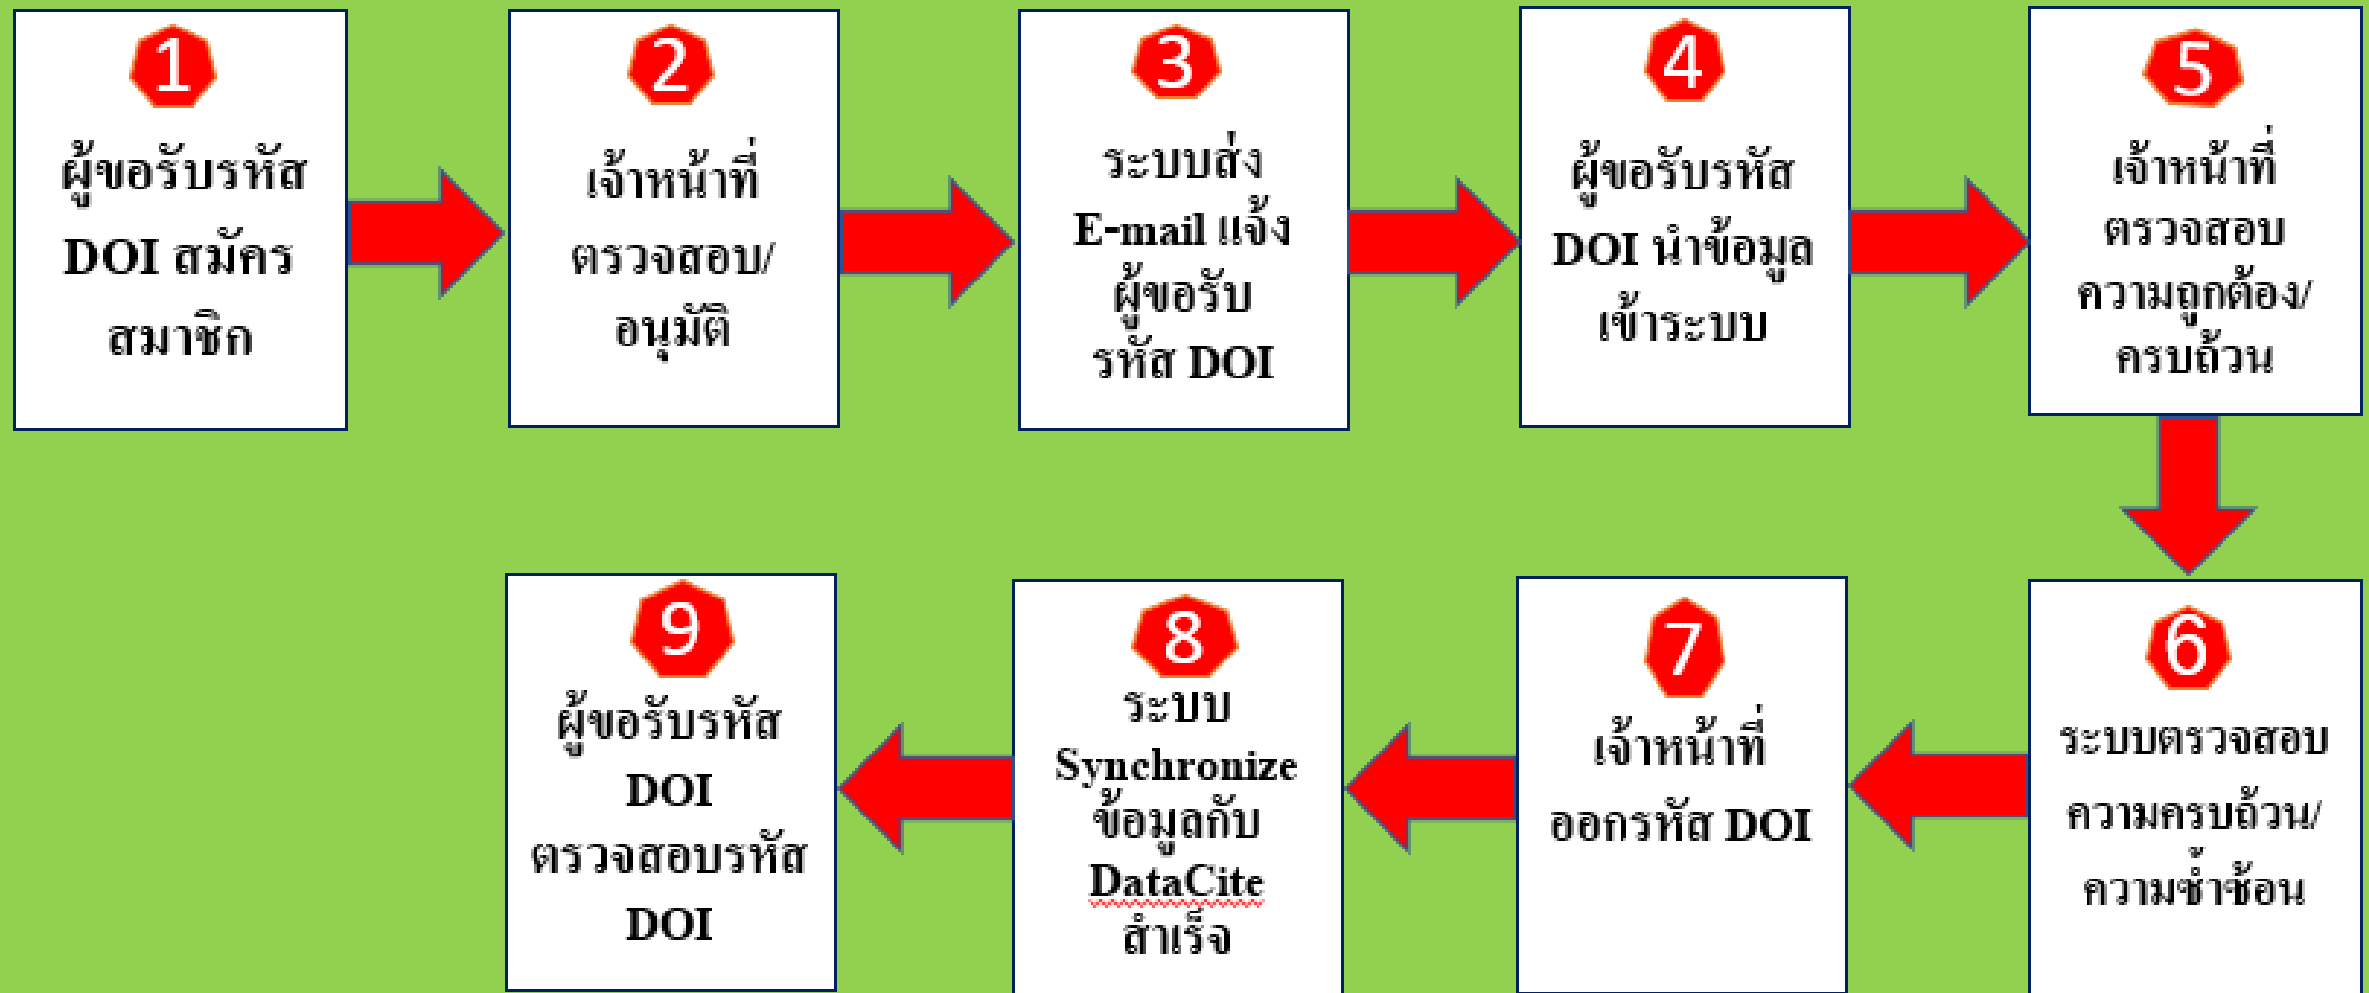 1
ผู้ขอรับรหัส
DOI สมัคร
สมาชิก
2
เจ้าหน้าที่
ตรวจสอบ/
อนุมัติ
3
ระบบส่ง
E-mail แจ้ง
ผู้ขอรับ
รหัส DOI
4
ผู้ขอรับรหัส
DOI นำข้อมูล
เข้าระบบ
5
เจ้าหน้าที่
ตรวจสอบ
ความถูกต้อง/
ครบถ้วน
6
ระบบตรวจสอบ
ความครบถ้วน/
ความซ้ำซ้อน
7
เจ้าหน้าที่
ออกรหัส DOI
8
ระบบ
Synchronize
ข้อมูลกับ
DataCite
สำเร็จ
9
ผู้ขอรับรหัส
DOI
ตรวจสอบรหัส
DOI